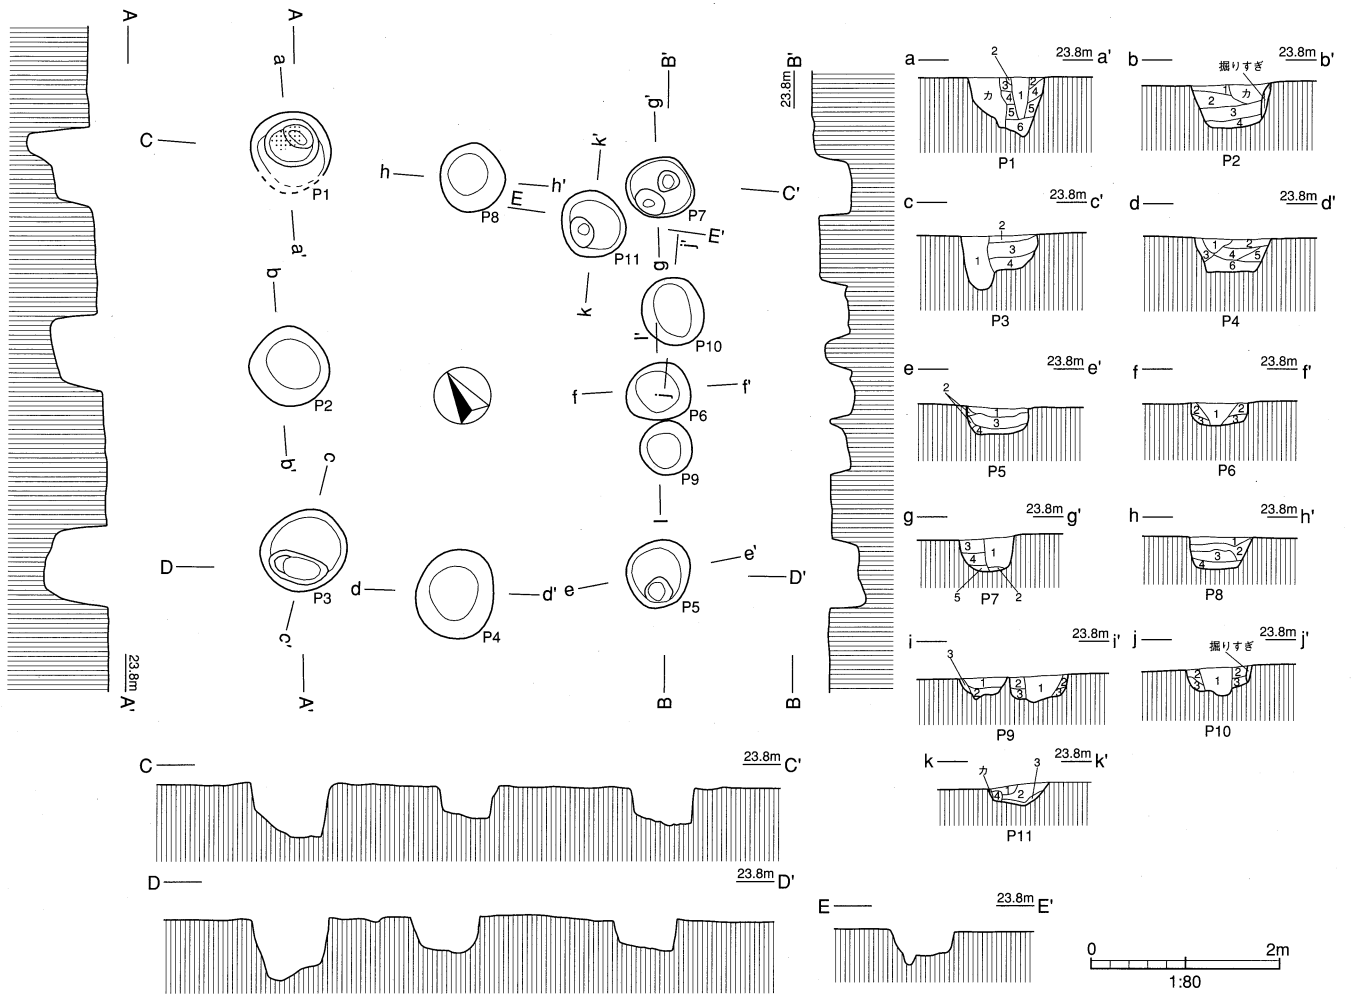 A
A
a
B'
g'
B'
23.8m
C
P1
a'
h
h'
P8
E
k'
P7
C'
E'
g
j'
P11
k
b
P2
b'
l'
P10
f
j
f'
P6
P9
l
c
D
P3
c'
d
d'
P4
e
e'
P5
D'
23.8m
A'
A'
B
B
C
23.8m
C'
D
23.8m
D'
E
23.8m
E'
a
23.8m
a'
2
カ
3
4
1
2
4
5
5
6
P1
b
23.8m
b'
掘りすぎ
1
カ
2
3
4
P2
c
23.8m
c'
2
1
3
4
P3
d
23.8m
d'
1
2
3
4
5
6
P4
e
23.8m
e'
2
1
3
4
P5
f
23.8m
f'
2
1
2
3
3
P6
g
23.8m
g'
3
1
4
5
2
P7
h
23.8m
h'
1
2
3
4
P8
i
23.8m
i'
3
1
2
2
3
1
2
3
P9
j
23.8m
j'
掘りすぎ
2
1
2
3
3
P10
k
23.8m
k'
カ
3
1
2
4
P11
0
2m
1:80